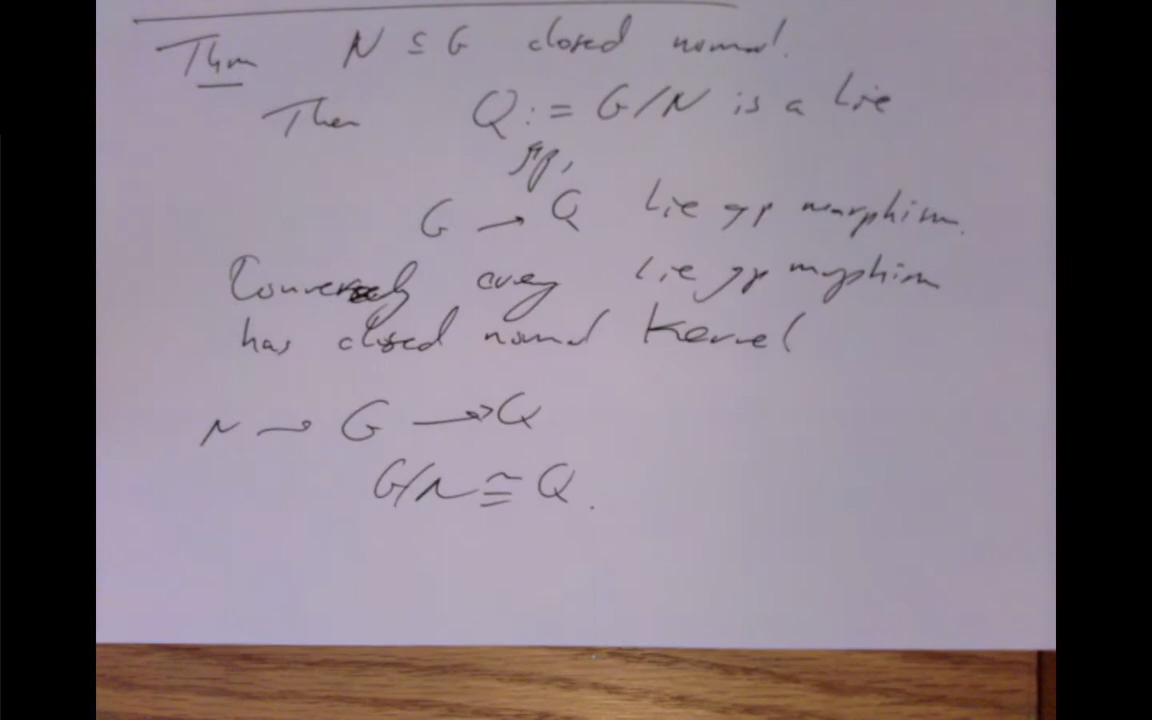 Thm N ⊆ G closed normal.
Then Q := G/N is a Lie
gp,
G → Q Lie gp morphism.
Conversely every Lie gp morphism
has closed normal kernel
N → G ↠ Q
G/N ≅ Q.